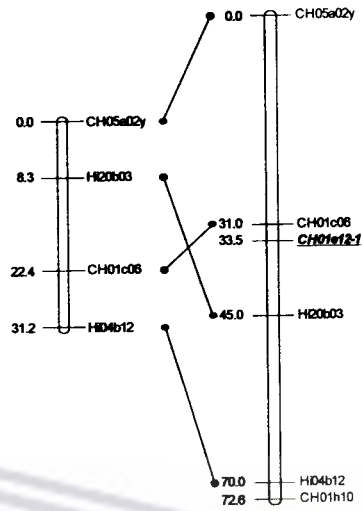 0.0 CH05a02y
8.3 Hi20b03
22.4 CH01c06
31.2 Hi04b12
0.0 CH05a02y
31.0 CH01c06
33.5 CH01e12-1
45.0 Hi20b03
70.0 Hi04b12
72.6 CH01h10